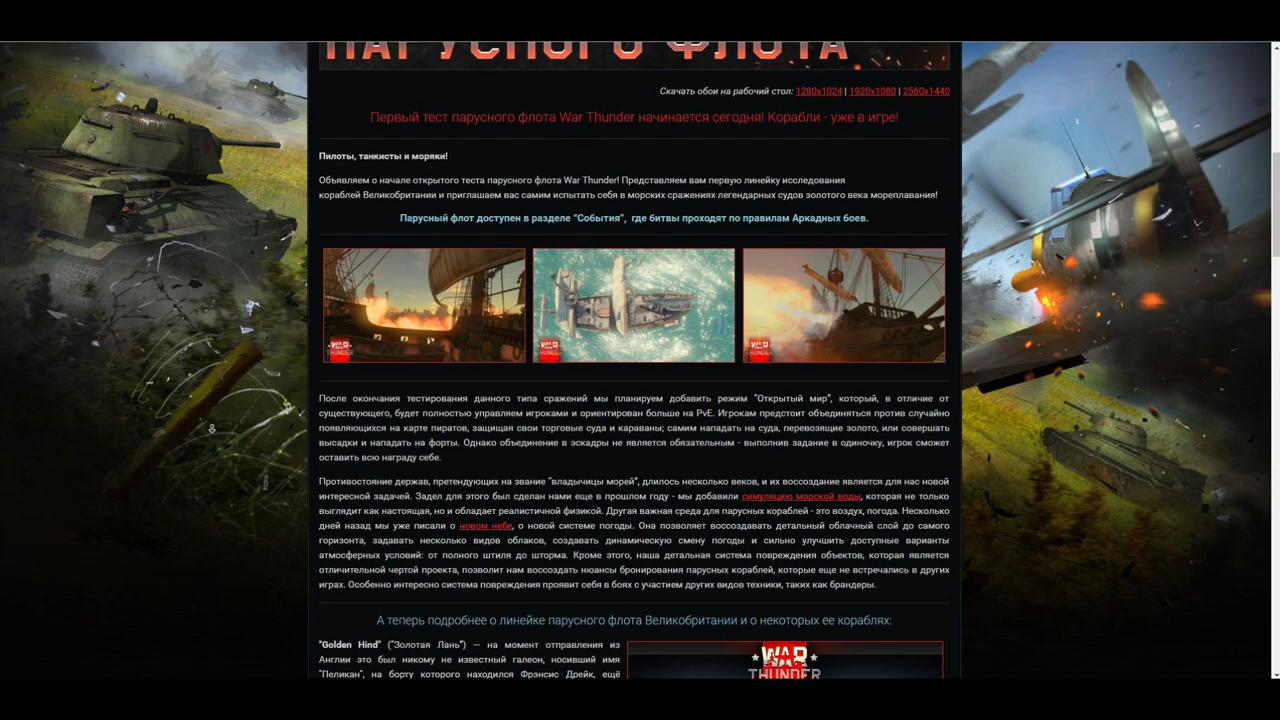 ПАРУСНОГО ФЛОТА
Скачать обои на рабочий стол: 1280x1024 | 1920x1080 | 2560x1440
Первый тест парусного флота War Thunder начинается сегодня! Корабли - уже в игре!
Пилоты, танкисты и моряки!
Объявляем о начале открытого теста парусного флота War Thunder! Представляем вам первую линейку исследования
кораблей Великобритании и приглашаем вас самим испытать себя в морских сражениях легендарных судов золотого века мореплавания!
Парусный флот доступен в разделе "События", где битвы проходят по правилам Аркадных боев.
WAR THUNDER
WAR THUNDER
WAR THUNDER
После окончания тестирования данного типа сражений мы планируем добавить режим "Открытый мир", который, в отличие от
существующего, будет полностью управляем игроками и ориентирован больше на PvE. Игрокам предстоит объединяться против случайно
появляющихся на карте пиратов, защищая свои торговые суда и караваны; самим нападать на суда, перевозящие золото, или совершать
высадки и нападать на форты. Однако объединение в эскадры не является обязательным - выполнив задание в одиночку, игрок сможет
оставить всю награду себе.
Противостояние держав, претендующих на звание "владычицы морей", длилось несколько веков, и их воссоздание является для нас новой
интересной задачей. Задел для этого был сделан нами еще в прошлом году - мы добавили симуляцию морской воды, которая не только
выглядит как настоящая, но и обладает реалистичной физикой. Другая важная среда для парусных кораблей - это воздух, погода. Несколько
дней назад мы уже писали о новом небе, о новой системе погоды. Она позволяет воссоздавать детальный облачный слой до самого
горизонта, задавать несколько видов облаков, создавать динамическую смену погоды и сильно улучшить доступные варианты
атмосферных условий: от полного штиля до шторма. Кроме этого, наша детальная система повреждения объектов, которая является
отличительной чертой проекта, позволит нам воссоздать нюансы бронирования парусных кораблей, которые еще не встречались в других
играх. Особенно интересно система повреждения проявит себя в боях с участием других видов техники, таких как брандеры.
А теперь подробнее о линейке парусного флота Великобритании и о некоторых ее кораблях:
"Golden Hind" ("Золотая Лань") — на момент отправления из
Англии это был никому не известный галеон, носивший имя
"Пеликан", на борту которого находился Фрэнсис Дрейк, ещё
WAR
THUNDER